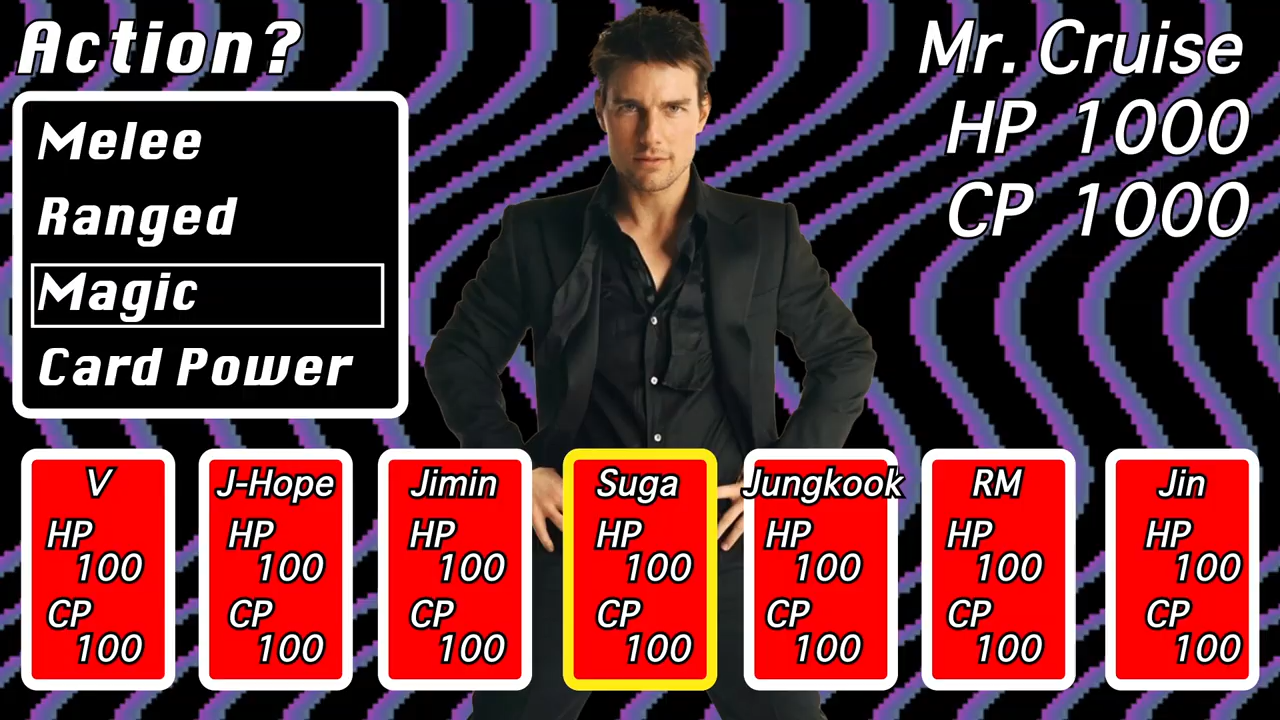 Action?
Melee
Ranged
Magic
Card Power
Mr. Cruise
HP 1000
CP 1000
V
HP
100
CP
100
J-Hope
HP
100
CP
100
Jimin
HP
100
CP
100
Suga
HP
100
CP
100
Jungkook
HP
100
CP
100
RM
HP
100
CP
100
Jin
HP
100
CP
100